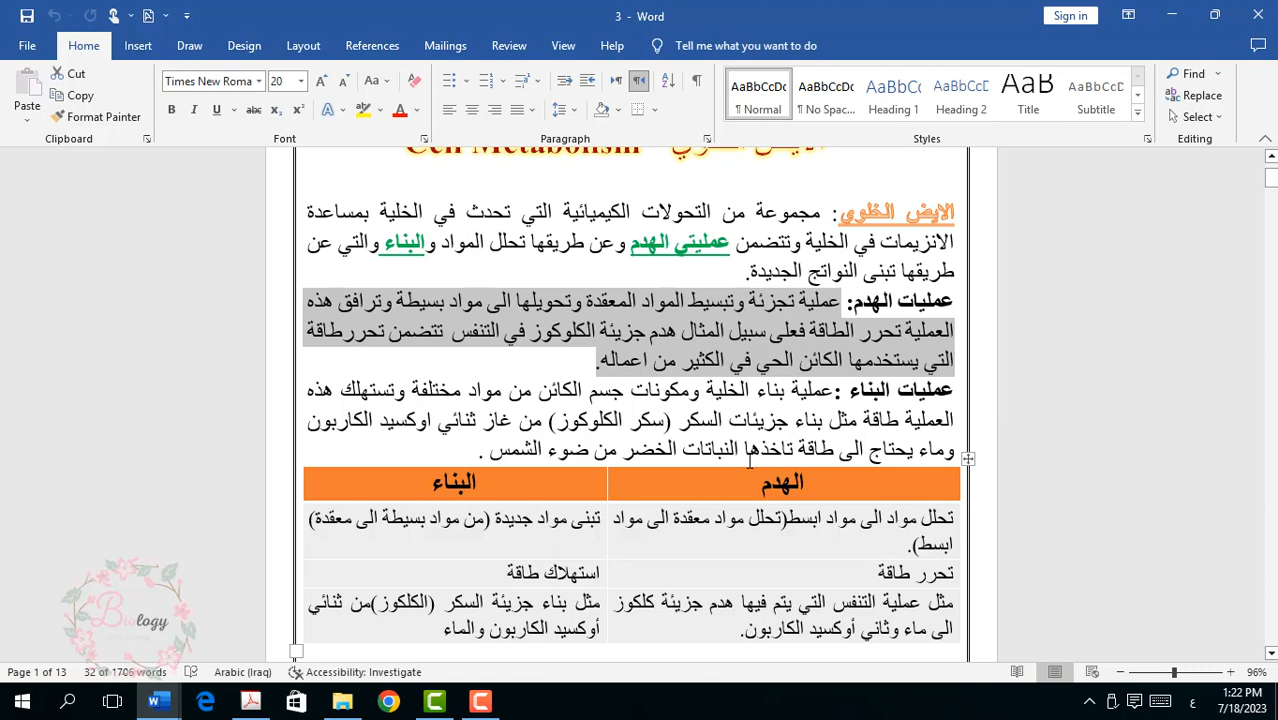 3 - Word
Sign in
File Home Insert Draw Design Layout References Mailings Review View Help Tell me what you want to do
Paste
Cut
Copy
Format Painter
Clipboard
Times New Roma 20
Font
Paragraph
AaBbCcDc AaBbCcDc AaBbCc AaBbCcD AaB AaBbCcD
¶ Normal ¶ No Spac... Heading 1 Heading 2 Title Subtitle
Styles
Find
Replace
Select
Editing
Cell Metabolism
الايض الخلوي: مجموعة من التحولات الكيميائية التي تحدث في الخلية بمساعدة
الانزيمات في الخلية وتتضمن عمليتي الهدم وعن طريقها تحلل المواد والبناء والتي عن
طريقها تبنى النواتج الجديدة.
عمليات الهدم: عملية تجزئة وتبسيط المواد المعقدة وتحويلها الى مواد بسيطة وترافق هذه
العملية تحرر الطاقة فعلى سبيل المثال هدم جزيئة الكلوكوز في التنفس تتضمن تحررطاقة
التي يستخدمها الكائن الحي في الكثير من اعماله.
عمليات البناء :عملية بناء الخلية ومكونات جسم الكائن من مواد مختلفة وتستهلك هذه
العملية طاقة مثل بناء جزيئات السكر (سكر الكلوكوز) من غاز ثنائي اوكسيد الكاربون
وماء يحتاج الى طاقة تاخذها النباتات الخضر من ضوء الشمس .
الهدم البناء
تحلل مواد الى مواد ابسط(تحلل مواد معقدة الى مواد
ابسط).
تبنى مواد جديدة (من مواد بسيطة الى معقدة)
تحرر طاقة
استهلاك طاقة
مثل عملية التنفس التي يتم فيها هدم جزيئة كلكوز
الى ماء وثاني أوكسيد الكاربون.
مثل بناء جزيئة السكر (الكلكوز)من ثنائي
أوكسيد الكاربون والماء
Biology
Page 1 of 13 32 of 1706 words Arabic (Iraq) Accessibility: Investigate 96%
ع
1:22 PM
7/18/2023